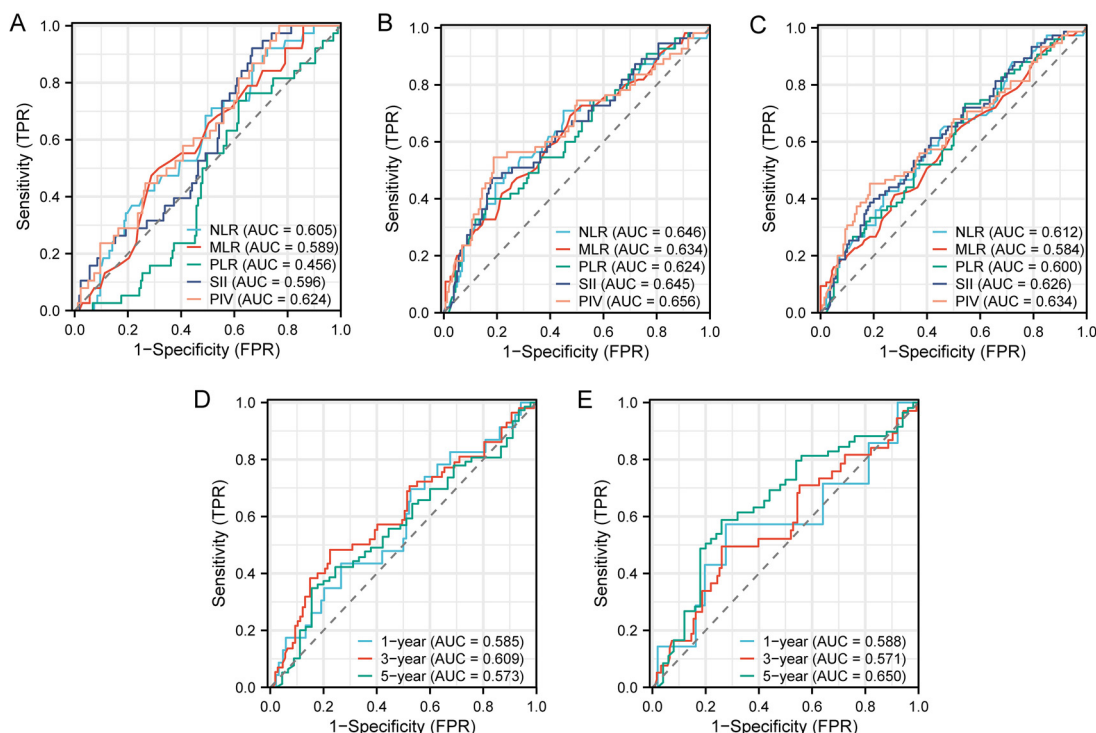 A
1.0
0.8
0.6
0.4
0.2
0.0
Sensitivity (TPR)
NLR (AUC = 0.605)
MLR (AUC = 0.589)
PLR (AUC = 0.456)
SII (AUC = 0.596)
PIV (AUC = 0.624)
0.0 0.2 0.4 0.6 0.8 1.0
1−Specificity (FPR)
B
1.0
0.8
0.6
0.4
0.2
0.0
Sensitivity (TPR)
NLR (AUC = 0.646)
MLR (AUC = 0.634)
PLR (AUC = 0.624)
SII (AUC = 0.645)
PIV (AUC = 0.656)
0.0 0.2 0.4 0.6 0.8 1.0
1−Specificity (FPR)
C
1.0
0.8
0.6
0.4
0.2
0.0
Sensitivity (TPR)
NLR (AUC = 0.612)
MLR (AUC = 0.584)
PLR (AUC = 0.600)
SII (AUC = 0.626)
PIV (AUC = 0.634)
0.0 0.2 0.4 0.6 0.8 1.0
1−Specificity (FPR)
D
1.0
0.8
0.6
0.4
0.2
0.0
Sensitivity (TPR)
1−year (AUC = 0.585)
3−year (AUC = 0.609)
5−year (AUC = 0.573)
0.0 0.2 0.4 0.6 0.8 1.0
1−Specificity (FPR)
E
1.0
0.8
0.6
0.4
0.2
0.0
Sensitivity (TPR)
1−year (AUC = 0.588)
3−year (AUC = 0.571)
5−year (AUC = 0.650)
0.0 0.2 0.4 0.6 0.8 1.0
1−Specificity (FPR)